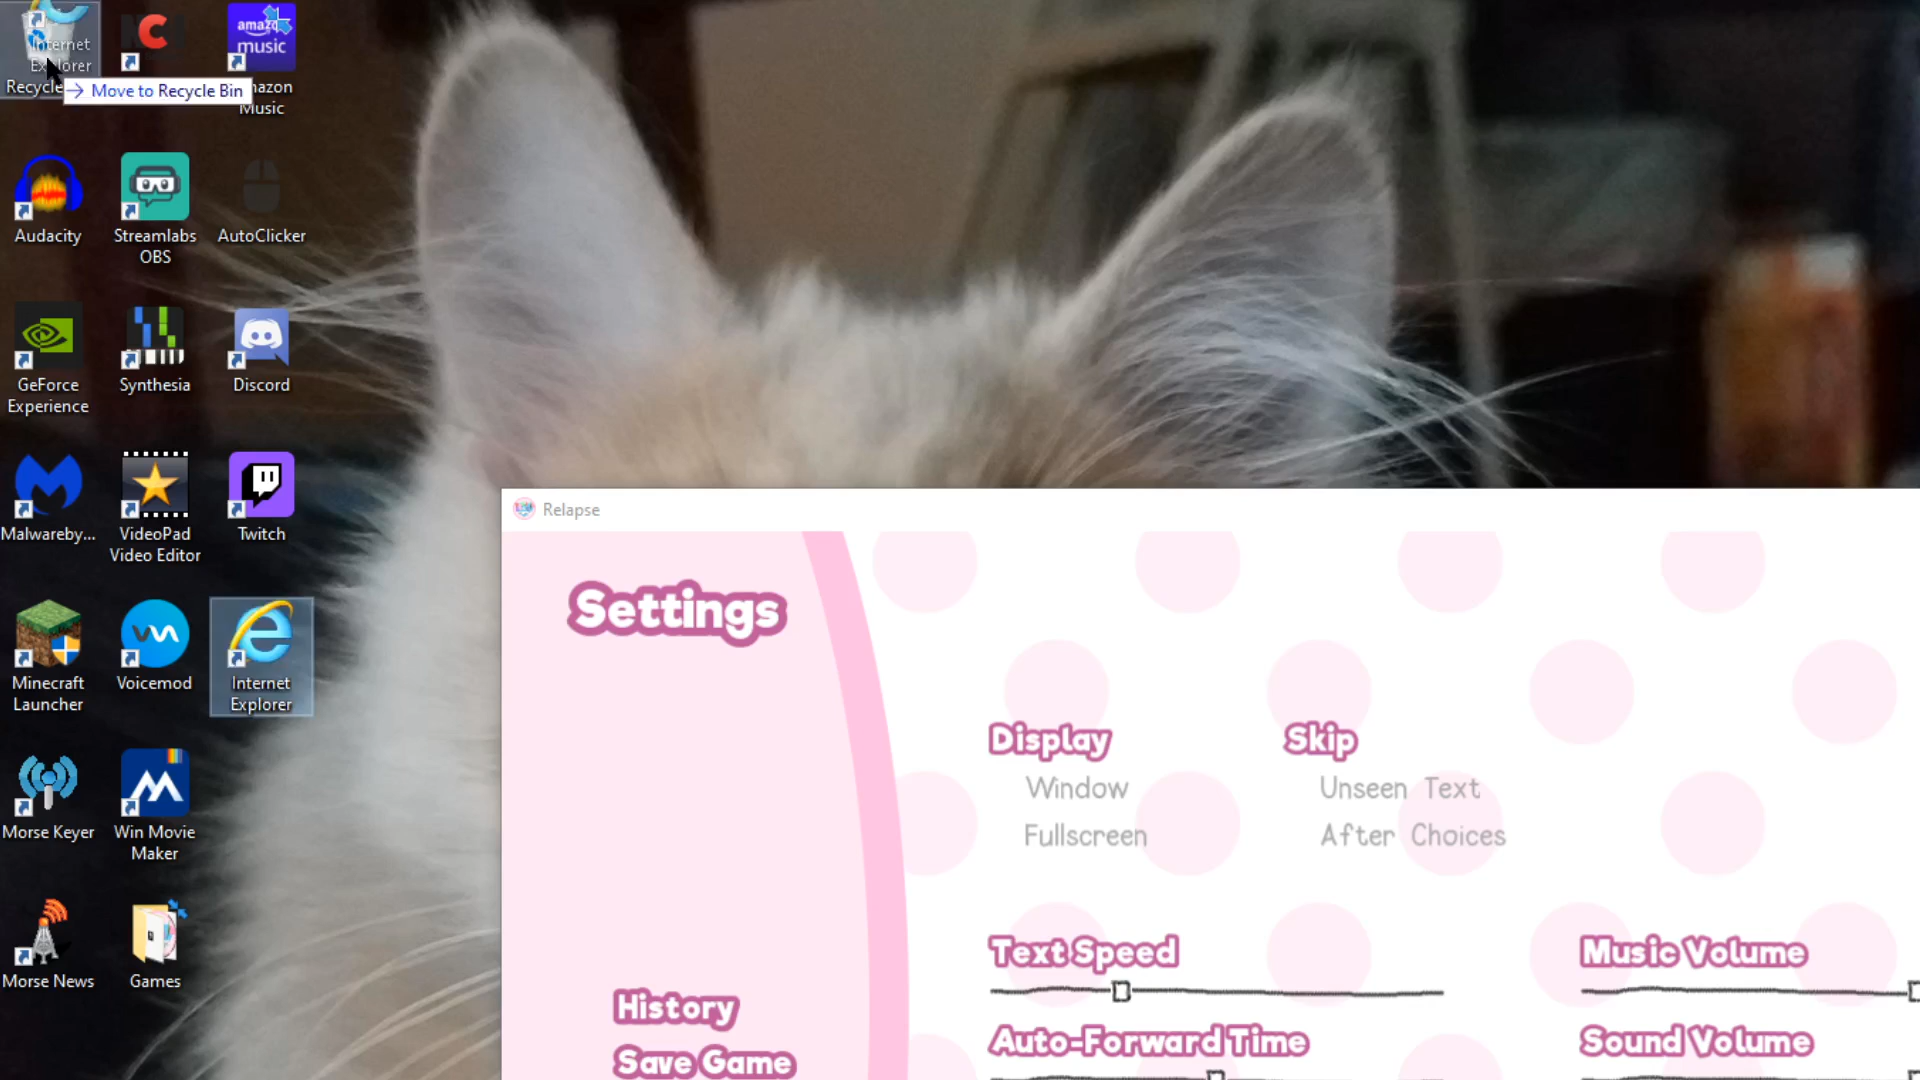 Internet
Explorer
Recycle
Move to Recycle Bin
C
amazon
music
Amazon
Music
Audacity
Streamlabs
OBS
AutoClicker
GeForce
Experience
Synthesia
Discord
Malwareby...
VideoPad
Video Editor
Twitch
Minecraft
Launcher
Voicemod
Internet
Explorer
Morse Keyer
Win Movie
Maker
Morse News
Games
Relapse
Settings
Display
Window
Fullscreen
Skip
Unseen Text
After Choices
Text Speed
Music Volume
Auto-Forward Time
Sound Volume
History
Save Game